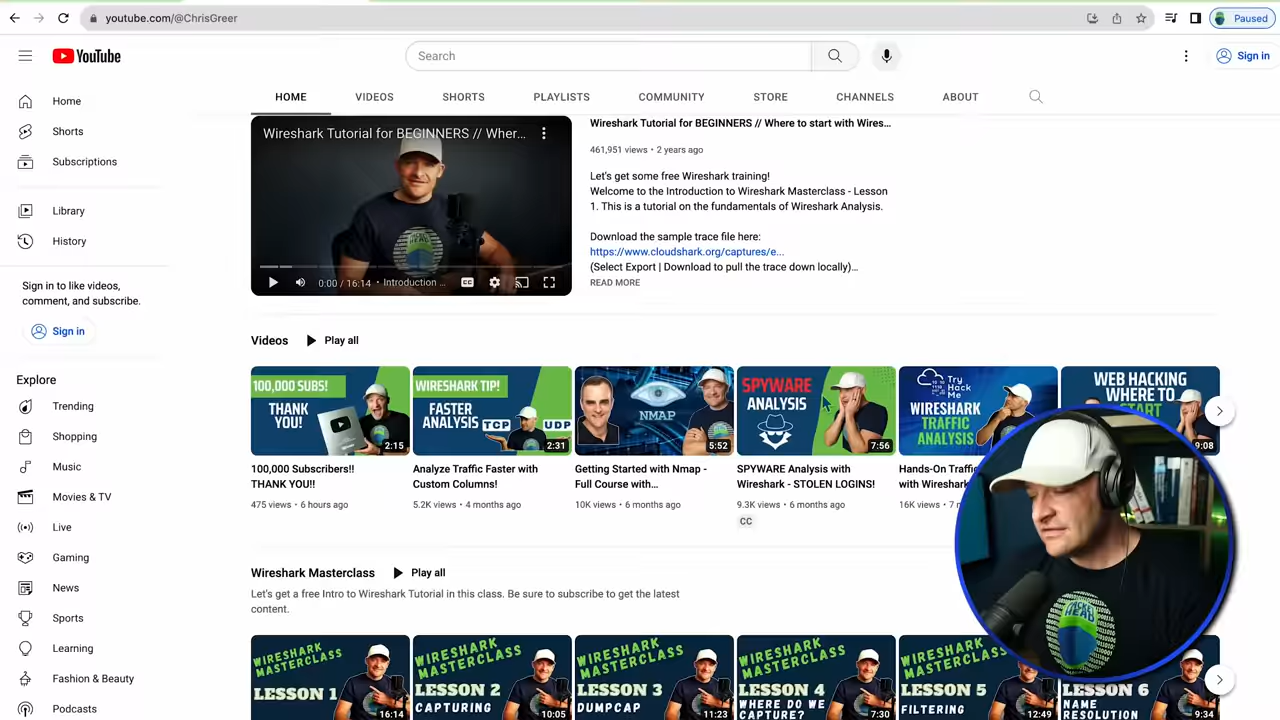 youtube.com/@ChrisGreer
Paused
YouTube
Search
Sign in
HOME
VIDEOS
SHORTS
PLAYLISTS
COMMUNITY
STORE
CHANNELS
ABOUT
Home
Shorts
Subscriptions
Library
History
Sign in to like videos,
comment, and subscribe.
Sign in
Explore
Trending
Shopping
Music
Movies & TV
Live
Gaming
News
Sports
Learning
Fashion & Beauty
Podcasts
Wireshark Tutorial for BEGINNERS // Wher...
0:00 / 16:14 • Introduction ...
Wireshark Tutorial for BEGINNERS // Where to start with Wires...
461,951 views • 2 years ago
Let's get some free Wireshark training!
Welcome to the Introduction to Wireshark Masterclass - Lesson
1. This is a tutorial on the fundamentals of Wireshark Analysis.
Download the sample trace file here:
https://www.cloudshark.org/captures/e...
(Select Export | Download to pull the trace down locally)...
READ MORE
Videos
Play all
100,000 SUBS!
THANK
YOU!
2:15
100,000 Subscribers!!
THANK YOU!!
475 views • 6 hours ago
WIRESHARK TIP!
FASTER
ANALYSIS
TCP
UDP
2:31
Analyze Traffic Faster with
Custom Columns!
5.2K views • 4 months ago
NMAP
5:52
Getting Started with Nmap -
Full Course with...
10K views • 6 months ago
SPYWARE
ANALYSIS
7:56
SPYWARE Analysis with
Wireshark - STOLEN LOGINS!
9.3K views • 6 months ago
CC
Try
Hack
Me
WIRESHARK
TRAFFIC
ANALYSIS
Hands-On Traffic
with Wireshark
16K views
WEB HACKING
WHERE TO
START
9:08
Wireshark Masterclass
Play all
Let's get a free Intro to Wireshark Tutorial in this class. Be sure to subscribe to get the latest
content.
WIRESHARK
MASTERCLASS
LESSON 1
16:14
WIRESHARK
MASTERCLASS
LESSON 2
CAPTURING
10:05
WIRESHARK
MASTERCLASS
LESSON 3
DUMPCAP
11:23
WIRESHARK
MASTERCLASS
LESSON 4
WHERE DO WE
CAPTURE?
7:30
WIRESHARK
MASTERCLASS
LESSON 5
FILTERING
12:49
LESSON 6
NAME
RESOLUTION
9:34